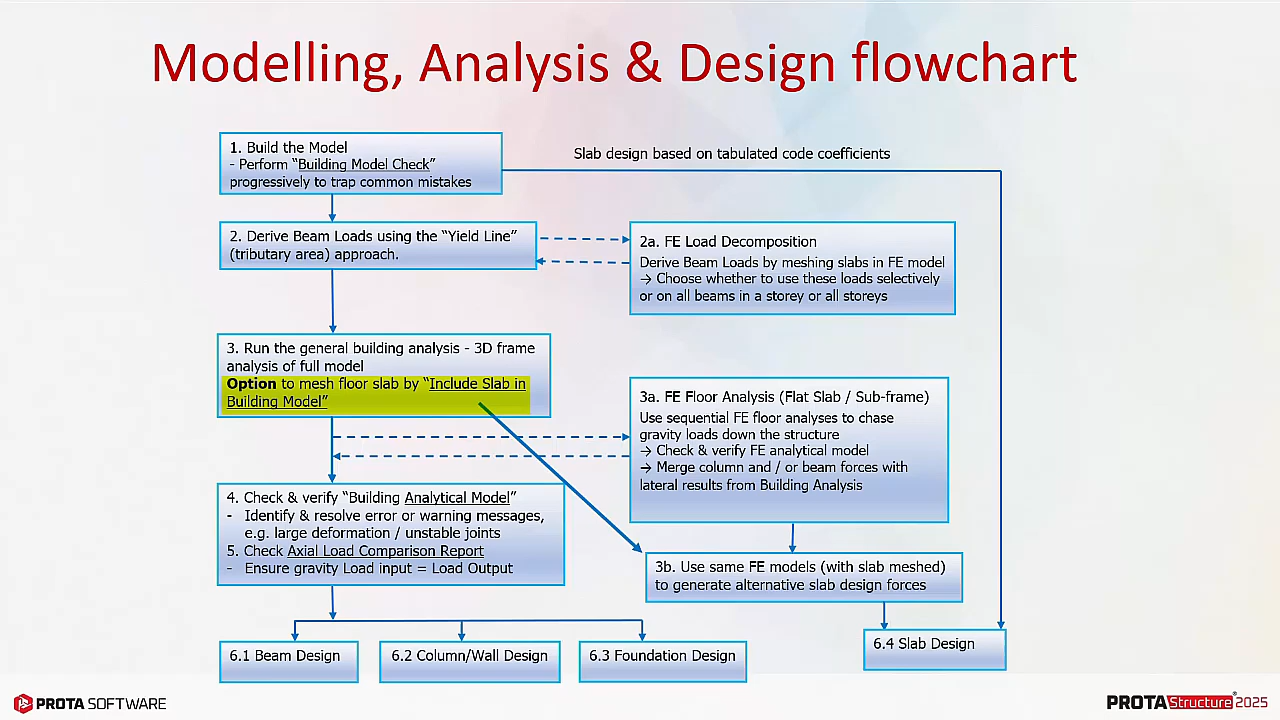 Modelling, Analysis & Design flowchart
1. Build the Model
- Perform “Building Model Check”
progressively to trap common mistakes
Slab design based on tabulated code coefficients
2. Derive Beam Loads using the “Yield Line”
(tributary area) approach.
2a. FE Load Decomposition
Derive Beam Loads by meshing slabs in FE model
→ Choose whether to use these loads selectively
or on all beams in a storey or all storeys
3. Run the general building analysis - 3D frame
analysis of full model
Option to mesh floor slab by “Include Slab in
Building Model”
3a. FE Floor Analysis (Flat Slab / Sub-frame)
Use sequential FE floor analyses to chase
gravity loads down the structure
→ Check & verify FE analytical model
→ Merge column and / or beam forces with
lateral results from Building Analysis
4. Check & verify “Building Analytical Model”
- Identify & resolve error or warning messages,
e.g. large deformation / unstable joints
5. Check Axial Load Comparison Report
- Ensure gravity Load input = Load Output
3b. Use same FE models (with slab meshed)
to generate alternative slab design forces
6.1 Beam Design
6.2 Column/Wall Design
6.3 Foundation Design
6.4 Slab Design
PROTA SOFTWARE
PROTAStructure® 2025